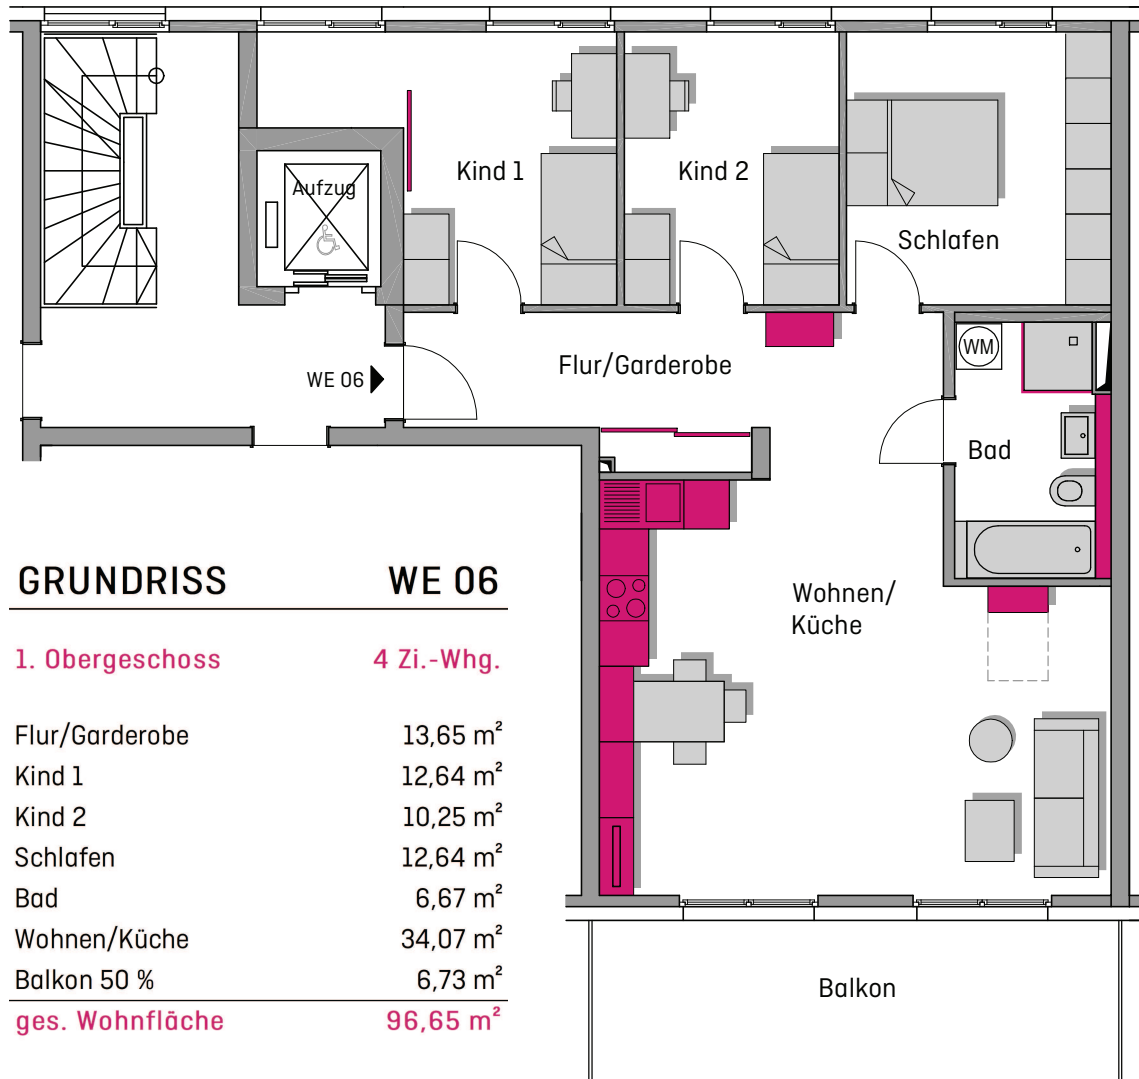 Aufzug
Kind 1
Kind 2
Schlafen
WE 06
Flur/Garderobe
WM
Bad
Wohnen/
Küche
Balkon
GRUNDRISS WE 06
1. Obergeschoss 4 Zi.-Whg.
Flur/Garderobe 13,65 m²
Kind 1 12,64 m²
Kind 2 10,25 m²
Schlafen 12,64 m²
Bad 6,67 m²
Wohnen/Küche 34,07 m²
Balkon 50 % 6,73 m²
ges. Wohnfläche 96,65 m²